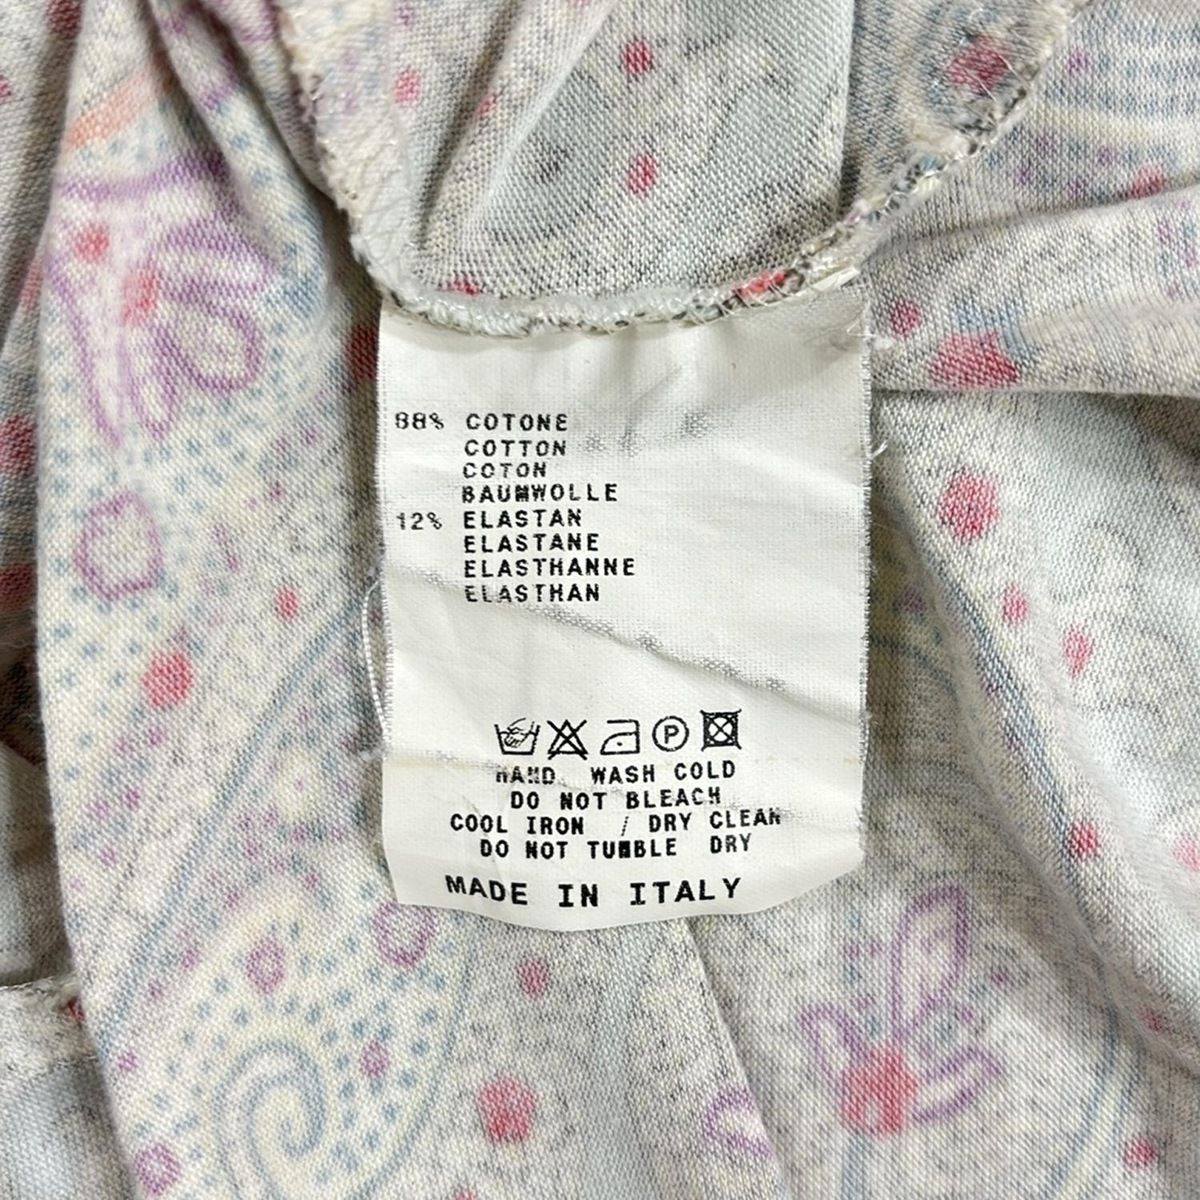 88% COTONE
COTTON
COTON
BAUMWOLLE
12% ELASTAN
ELASTANE
ELASTHANNE
ELASTHAN
P
HAND WASH COLD
DO NOT BLEACH
COOL IRON / DRY CLEAN
DO NOT TUMBLE DRY
MADE IN ITALY